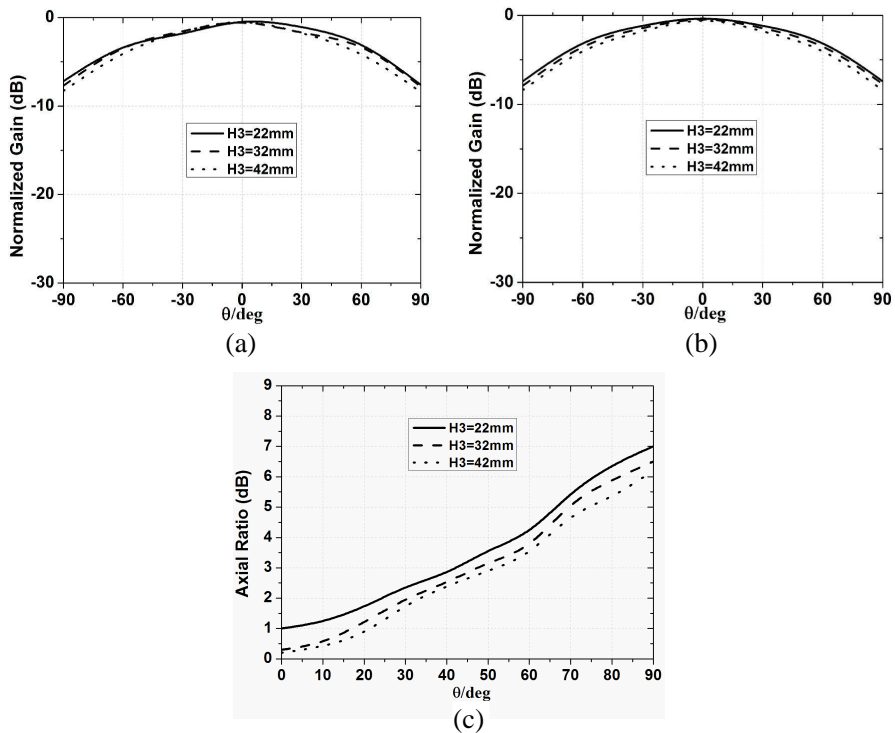 Normalized Gain (dB)
0
-10
-20
-30
H3=22mm
H3=32mm
H3=42mm
-90 -60 -30 0 30 60 90
θ/deg
(a)
Normalized Gain (dB)
0
-10
-20
-30
H3=22mm
H3=32mm
H3=42mm
-90 -60 -30 0 30 60 90
θ/deg
(b)
Axial Ratio (dB)
9
8
7
6
5
4
3
2
1
0
H3=22mm
H3=32mm
H3=42mm
0 10 20 30 40 50 60 70 80 90
θ/deg
(c)